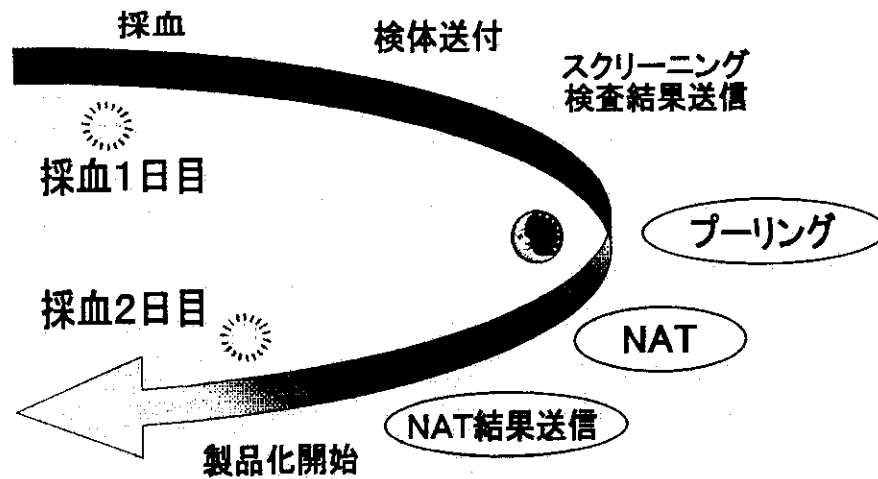 採血
検体送付
スクリーニング
検査結果送信
採血1日目
プーリング
採血2日目
NAT
NAT結果送信
製品化開始